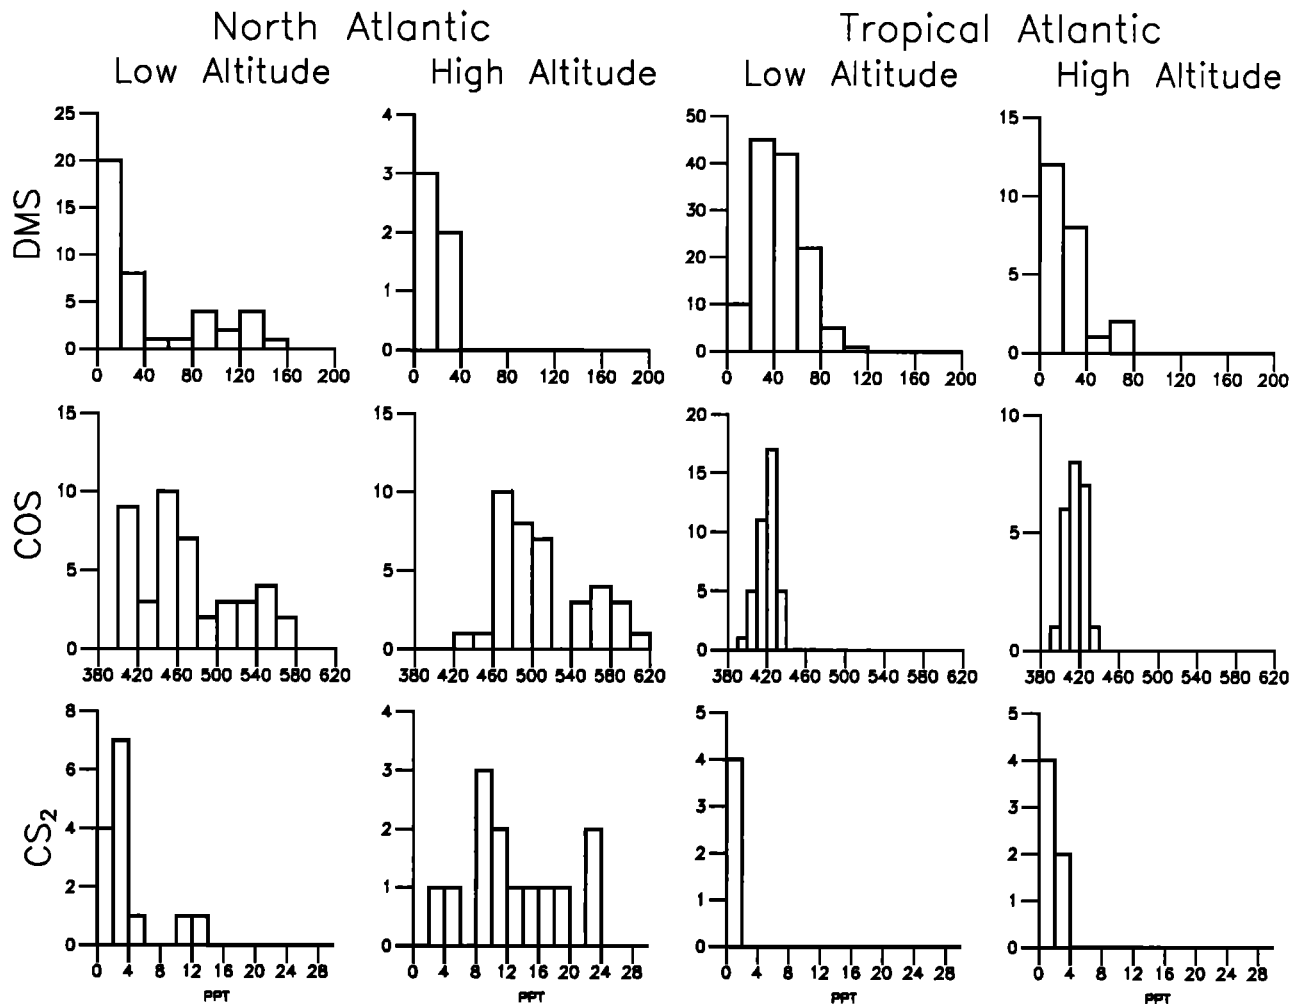 North Atlantic Tropical Atlantic
Low Altitude High Altitude Low Altitude High Altitude
DMS
25 20 15 10 5 0
0 40 80 120 160 200
4 3 2 1 0
0 40 80 120 160 200
50 40 30 20 10 0
0 40 80 120 160 200
15 10 5 0
0 40 80 120 160 200
COS
15 10 5 0
380 420 460 500 540 580 620
15 10 5 0
380 420 460 500 540 580 620
20 15 10 5 0
380 420 460 500 540 580 620
10 5 0
380 420 460 500 540 580 620
CS₂
8 6 4 2 0
0 4 8 12 16 20 24 28
PPT
4 3 2 1 0
0 4 8 12 16 20 24 28
PPT
5 4 3 2 1 0
0 4 8 12 16 20 24 28
PPT
5 4 3 2 1 0
0 4 8 12 16 20 24 28
PPT